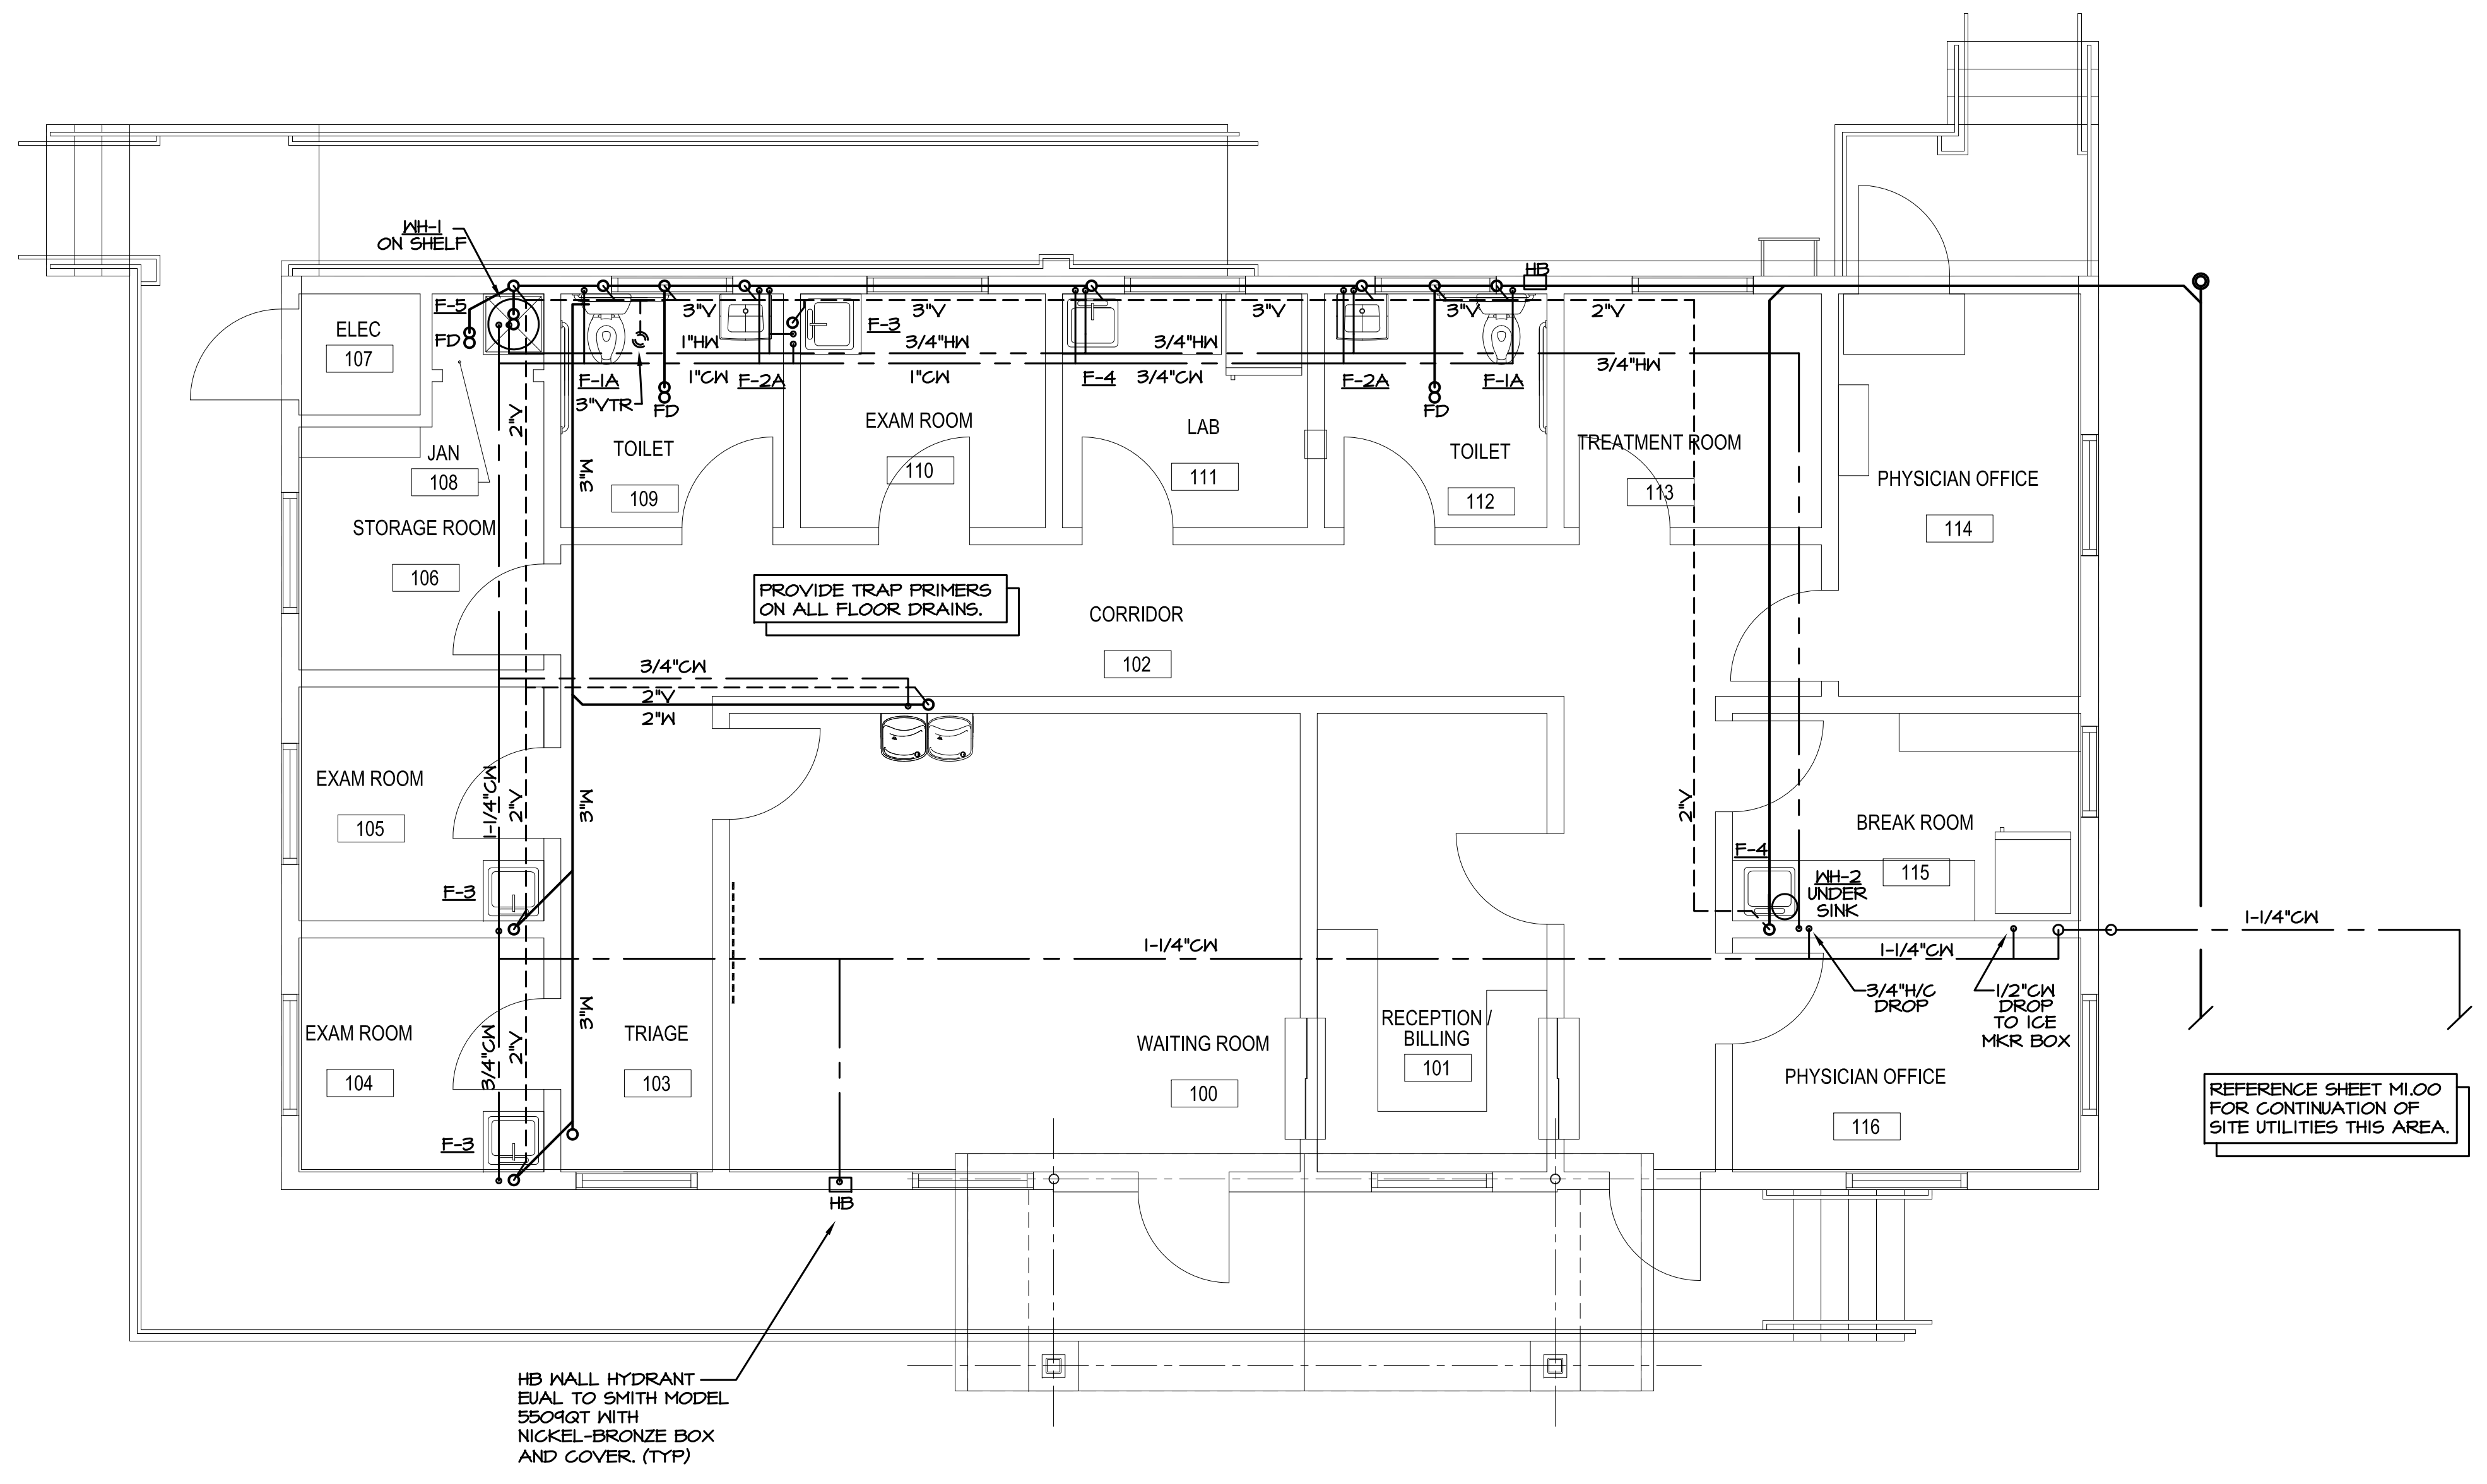 WH-1
ON SHELF
HB
F-5
FD
ELEC
107
3"V
3"V
3"V
3"V
2"V
F-3
1"HW
3/4"HW
3/4"HW
3/4"HW
1"CW
1"CW
3/4"CW
F-1A
F-2A
F-4
F-2A
F-1A
3"VTR
FD
FD
2"V
3"W
JAN
108
TOILET
109
EXAM ROOM
110
LAB
111
TOILET
112
TREATMENT ROOM
113
PHYSICIAN OFFICE
114
STORAGE ROOM
106
PROVIDE TRAP PRIMERS
ON ALL FLOOR DRAINS.
CORRIDOR
102
3/4"CW
2"V
2"W
EXAM ROOM
105
1-1/4"CW
2"V
3"W
F-3
2"V
BREAK ROOM
115
F-4
WH-2
UNDER
SINK
1-1/4"CW
1-1/4"CW
1-1/4"CW
3/4"H/C
DROP
1/2"CW
DROP
TO ICE
MKR BOX
EXAM ROOM
104
3/4"CW
2"V
3"W
F-3
TRIAGE
103
WAITING ROOM
100
RECEPTION /
BILLING
101
PHYSICIAN OFFICE
116
REFERENCE SHEET M1.00
FOR CONTINUATION OF
SITE UTILITIES THIS AREA.
HB
HB WALL HYDRANT
EUAL TO SMITH MODEL
5509QT WITH
NICKEL-BRONZE BOX
AND COVER. (TYP)